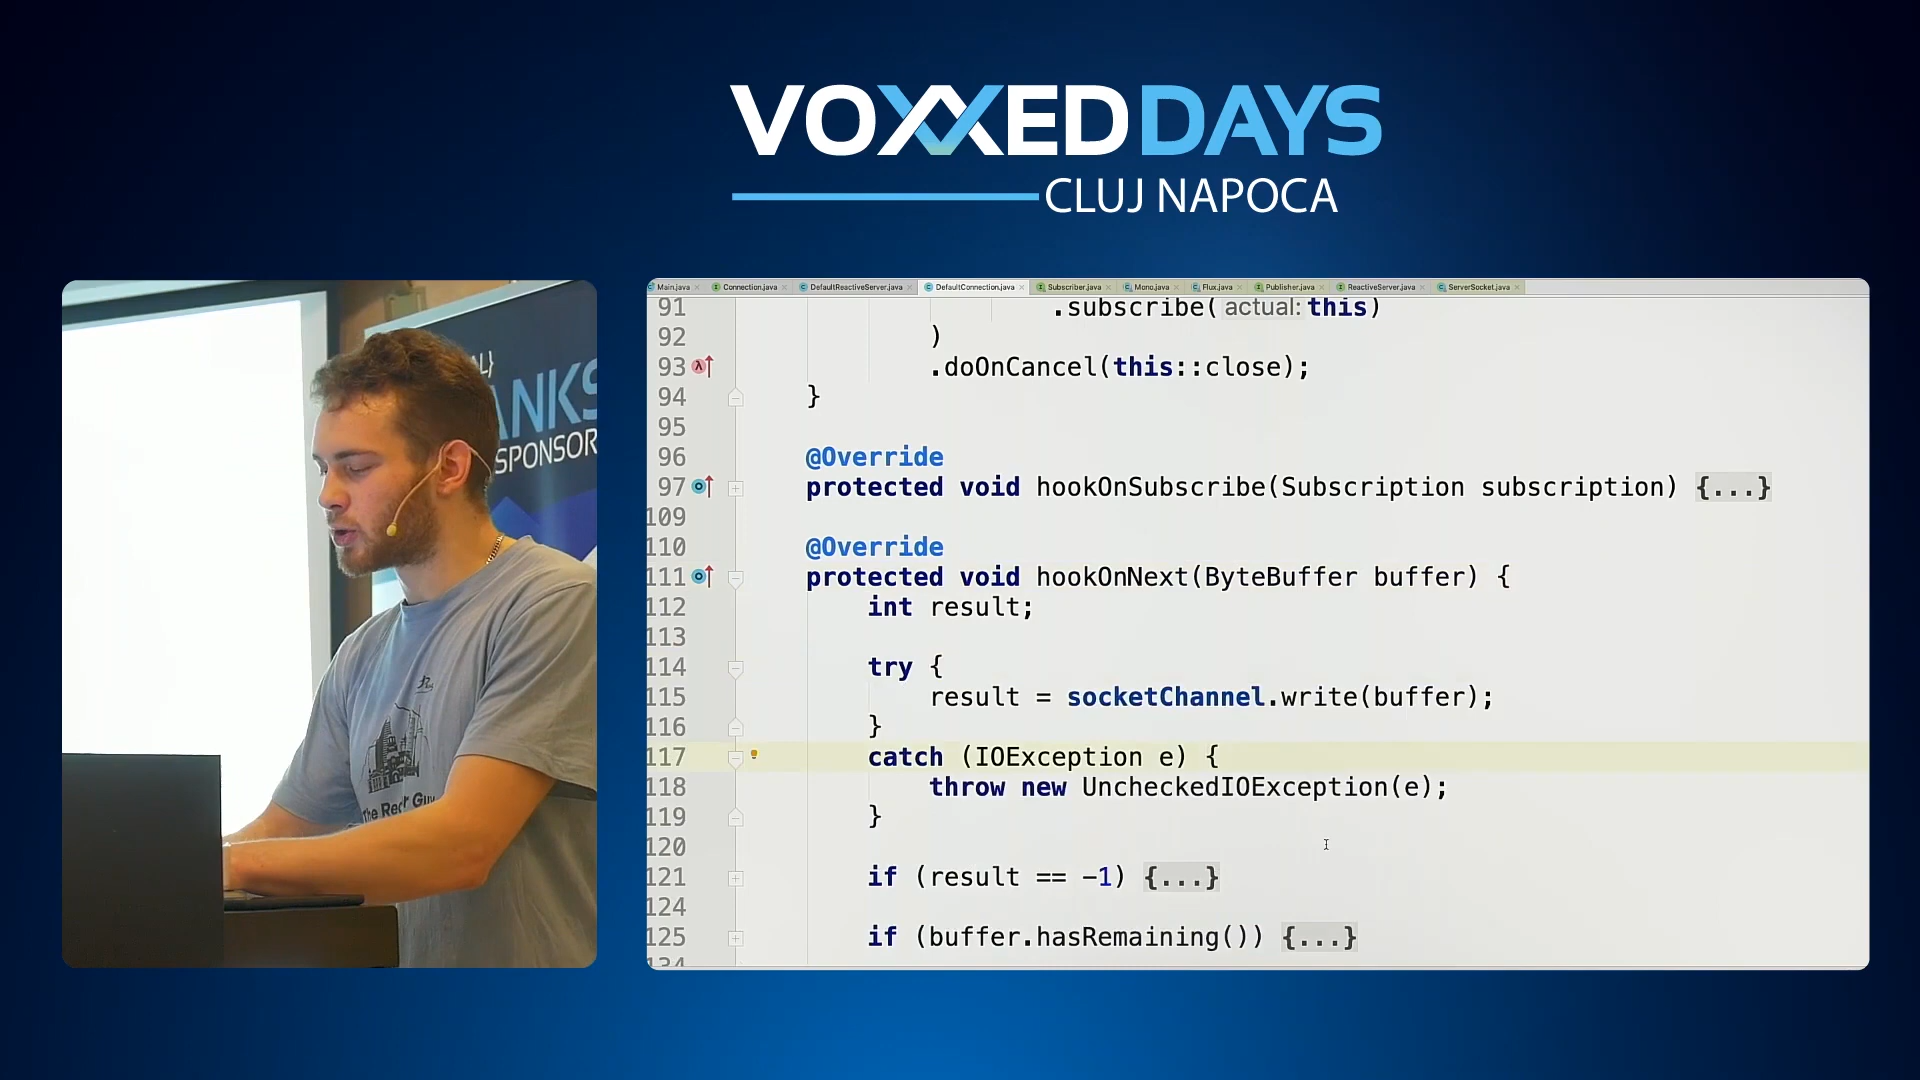 VOXXED DAYS
CLUJ NAPOCA
ANKS
SPONSOR
Main.java
Connection.java
DefaultReactiveServer.java
DefaultConnection.java
Subscriber.java
Mono.java
Flux.java
Publisher.java
ReactiveServer.java
ServerSocket.java
91 .subscribe( actual: this)
92 )
93 .doOnCancel(this::close);
94 }
95
96 @Override
97 protected void hookOnSubscribe(Subscription subscription) {...}
109
110 @Override
111 protected void hookOnNext(ByteBuffer buffer) {
112 int result;
113
114 try {
115 result = socketChannel.write(buffer);
116 }
117 catch (IOException e) {
118 throw new UncheckedIOException(e);
119 }
120
121 if (result == -1) {...}
124
125 if (buffer.hasRemaining()) {...}
134